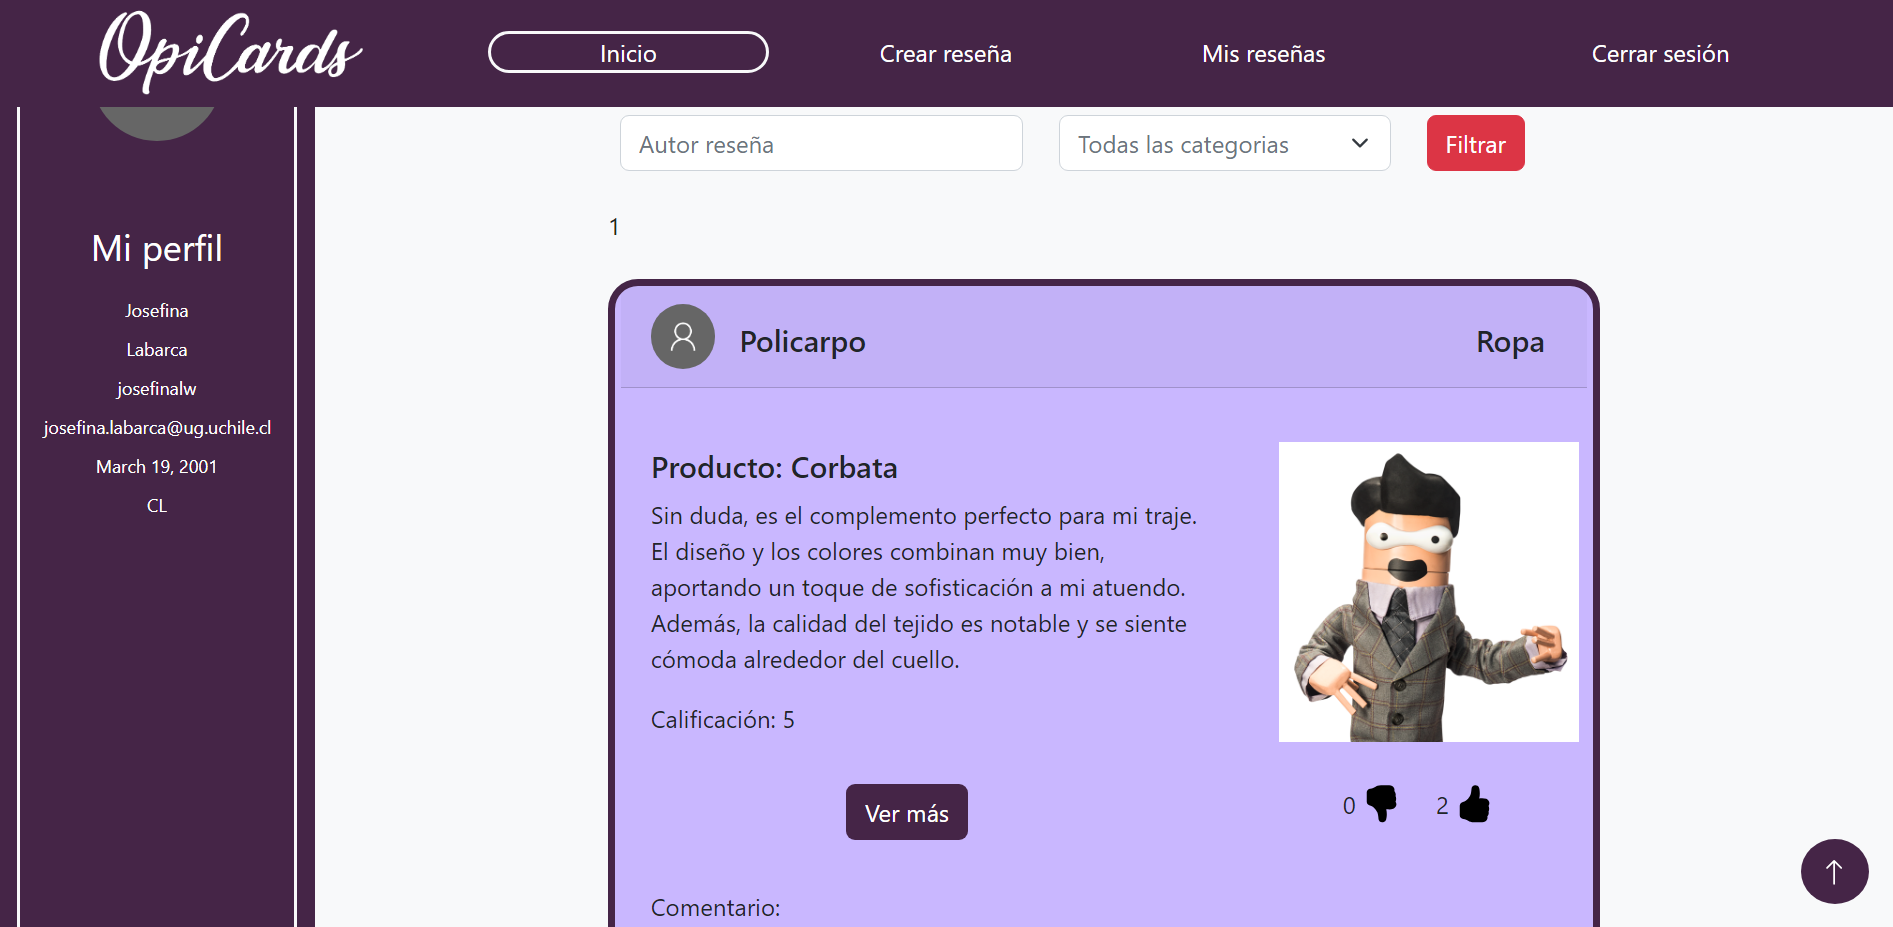 OpiCards
Inicio
Crear reseña
Mis reseñas
Cerrar sesión
Mi perfil
Josefina
Labarca
josefinalw
josefina.labarca@ug.uchile.cl
March 19, 2001
CL
Autor reseña
Todas las categorias
Filtrar
1
Policarpo
Ropa
Producto: Corbata
Sin duda, es el complemento perfecto para mi traje.
El diseño y los colores combinan muy bien,
aportando un toque de sofisticación a mi atuendo.
Además, la calidad del tejido es notable y se siente
cómoda alrededor del cuello.
Calificación: 5
Ver más
0
2
Comentario: